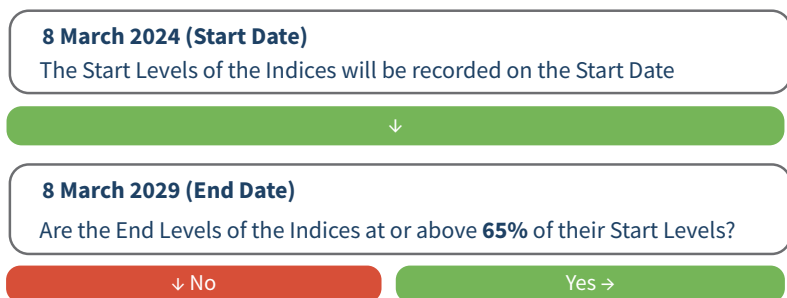 8 March 2024 (Start Date)
The Start Levels of the Indices will be recorded on the Start Date
↓
8 March 2029 (End Date)
Are the End Levels of the Indices at or above 65% of their Start Levels?
↓ No
Yes →